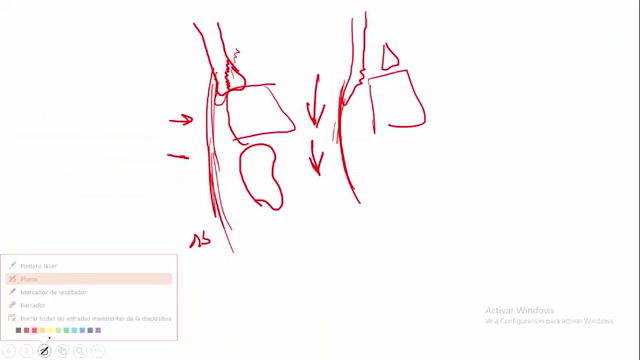 Puntero láser
Pluma
Marcador de resaltador
Borrador
Borrar todas las entradas manuscritas de la diapositiva
Activar Windows
Ve a Configuración para activar Windows.